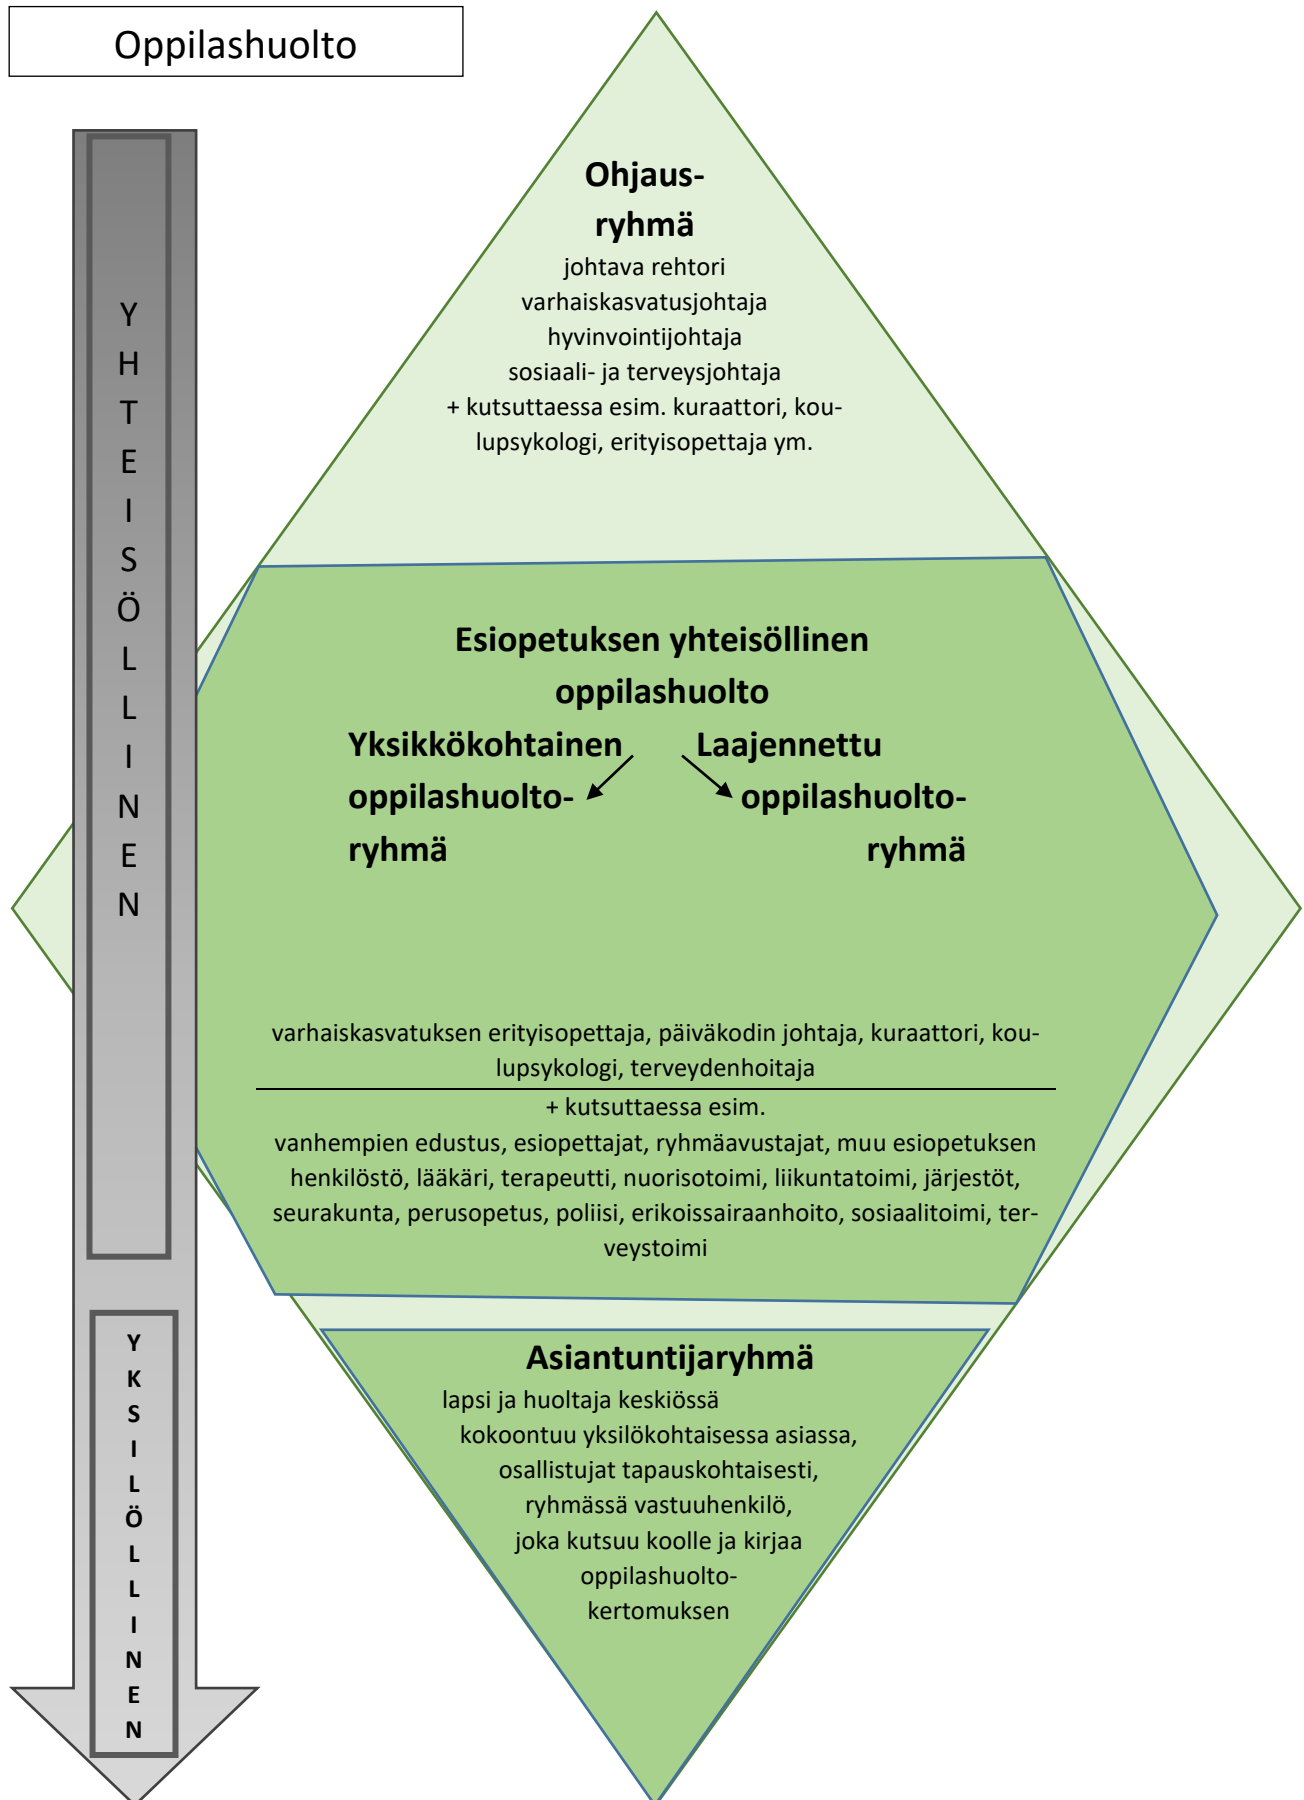 Oppilashuolto
YHTEISÖLLINEN
Ohjaus-
ryhmä
johtava rehtori
varhaiskasvatusjohtaja
hyvinvointijohtaja
sosiaali- ja terveysjohtaja
+ kutsuttaessa esim. kuraattori, kou-
lupsykologi, erityisopettaja ym.
Esiopetuksen yhteisöllinen
oppilashuolto
Yksikkökohtainen Laajennettu
oppilashuolto- oppilashuolto-
ryhmä ryhmä
varhaiskasvatuksen erityisopettaja, päiväkodin johtaja, kuraattori, kou-
lupsykologi, terveydenhoitaja
+ kutsuttaessa esim.
vanhempien edustus, esiopettajat, ryhmäavustajat, muu esiopetuksen
henkilöstö, lääkäri, terapeutti, nuorisotoimi, liikuntatoimi, järjestöt,
seurakunta, perusopetus, poliisi, erikoissairaanhoito, sosiaalitoimi, ter-
veystoimi
YKSILÖLLINEN
Asiantuntijaryhmä
lapsi ja huoltaja keskiössä
kokoontuu yksilökohtaisessa asiassa,
osallistujat tapauskohtaisesti,
ryhmässä vastuuhenkilö,
joka kutsuu koolle ja kirjaa
oppilashuolto-
kertomuksen